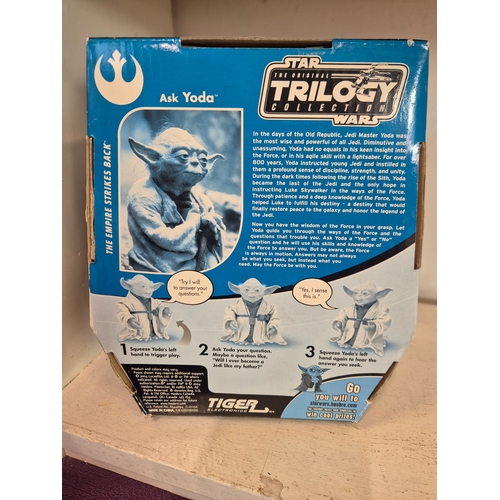 STAR
THE ORIGINAL
TRILOGY
COLLECTION
WARS
Ask Yoda™
THE EMPIRE STRIKES BACK
In the days of the Old Republic, Jedi Master Yoda was
the most wise and powerful of all Jedi. Diminutive and
unassuming, Yoda had no equals in his keen insight into
the Force, or in his agile skill with a lightsaber. For over
800 years, Yoda instructed young Jedi and instilled in
them a profound sense of discipline, strength, and unity.
During the dark times following the rise of the Sith, Yoda
became the last of the Jedi and the only hope in
instructing Luke Skywalker in the ways of the Force.
Through patience and a deep knowledge of the Force, Yoda
helped Luke to fulfill his destiny - a destiny that would
finally restore peace to the galaxy and honor the legend of
the Jedi.
Now you have the wisdom of the Force in your grasp. Let
Yoda guide you through the ways of the Force and the
questions that trouble you. Ask Yoda a "Yes" or "No"
question and he will use his skills and knowledge of
the Force to answer you. But be aware, the Force
is always in motion. Answers may not always
be what you seek, but instead what you
need. May the Force be with you.
"Try I will
to answer your
questions."
"Yes, I sense
this is."
1 Squeeze Yoda's left
hand to trigger play.
2 Ask Yoda your question.
Maybe a question like,
"Will I ever become a
Jedi like my father?"
3 Squeeze Yoda's left
hand again to hear the
answer you seek.
Product and colors may vary.
TIGER
ELECTRONICS
Go
you will to
starwars.hasbro.com
win cool prizes!